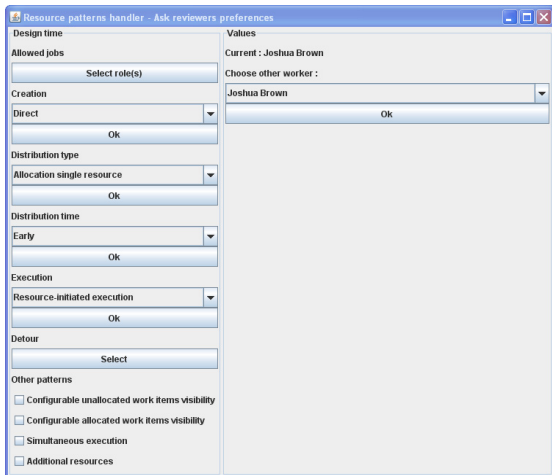 Resource patterns handler - Ask reviewers preferences
Design time
Allowed jobs
Select role(s)
Creation
Direct
Ok
Distribution type
Allocation single resource
Ok
Distribution time
Early
Ok
Execution
Resource-initiated execution
Ok
Detour
Select
Other patterns
Configurable unallocated work items visibility
Configurable allocated work items visibility
Simultaneous execution
Additional resources
Values
Current : Joshua Brown
Choose other worker :
Joshua Brown
Ok